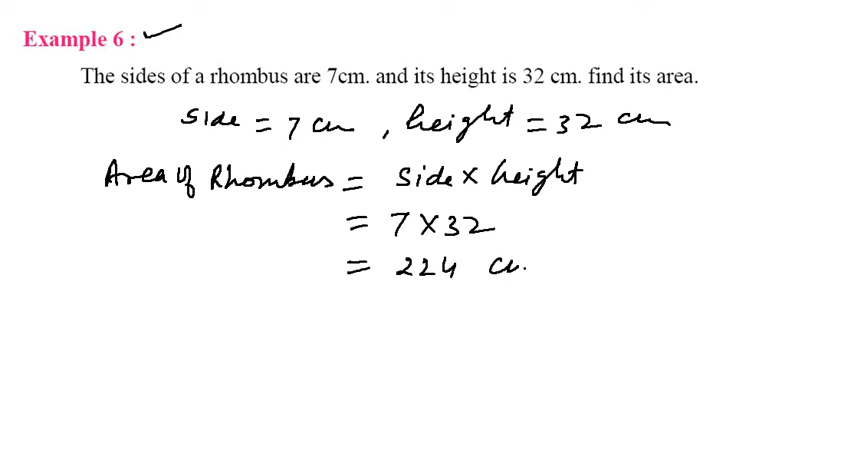 Example 6 :
The sides of a rhombus are 7cm. and its height is 32 cm. find its area.
side = 7 cm , height = 32 cm
Area of Rhombus = side × height
= 7 × 32
= 224 cm.